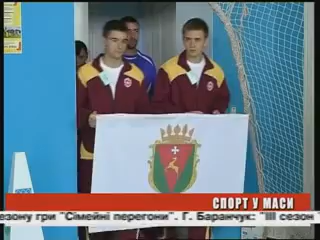 СПОРТ У МАСИ
езону гри "Сімейні перегони". Г. Баранчук: "ІІІ сезон